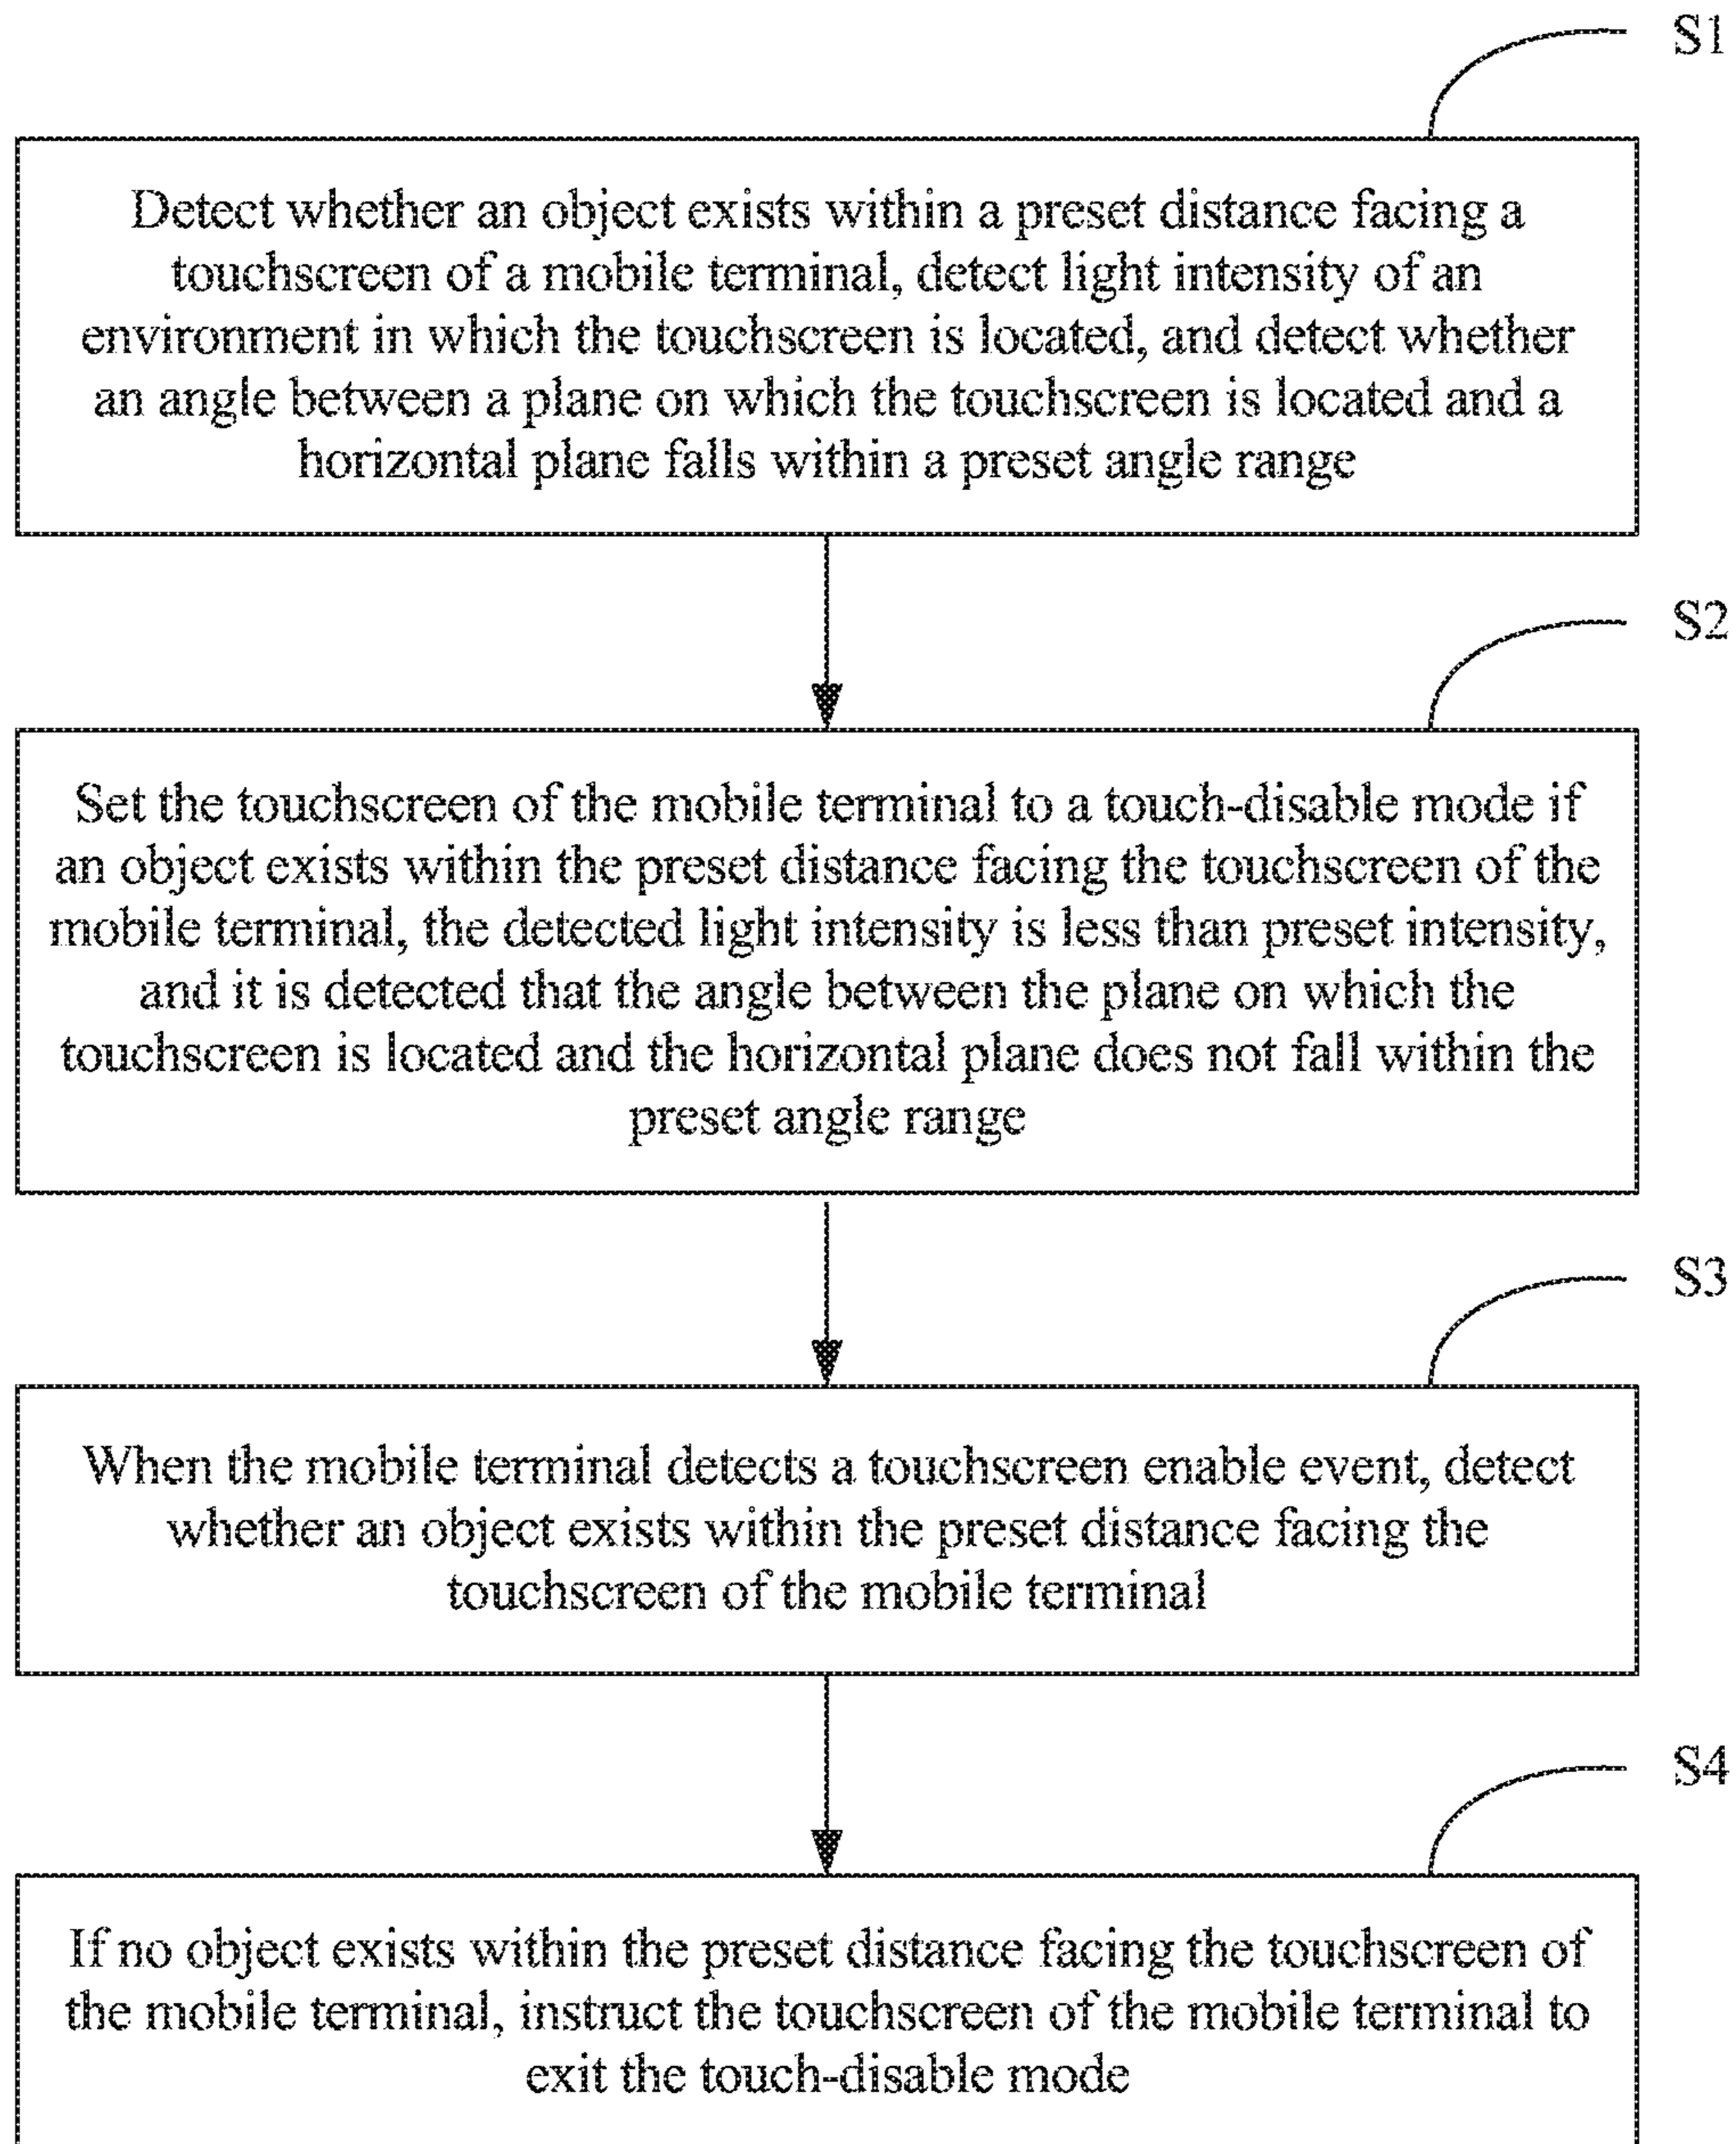 S1
Detect whether an object exists within a preset distance facing a
touchscreen of a mobile terminal, detect light intensity of an
environment in which the touchscreen is located, and detect whether
an angle between a plane on which the touchscreen is located and a
horizontal plane falls within a preset angle range
S2
Set the touchscreen of the mobile terminal to a touch-disable mode if
an object exists within the preset distance facing the touchscreen of the
mobile terminal, the detected light intensity is less than preset intensity,
and it is detected that the angle between the plane on which the
touchscreen is located and the horizontal plane does not fall within the
preset angle range
S3
When the mobile terminal detects a touchscreen enable event, detect
whether an object exists within the preset distance facing the
touchscreen of the mobile terminal
S4
If no object exists within the preset distance facing the touchscreen of
the mobile terminal, instruct the touchscreen of the mobile terminal to
exit the touch-disable mode